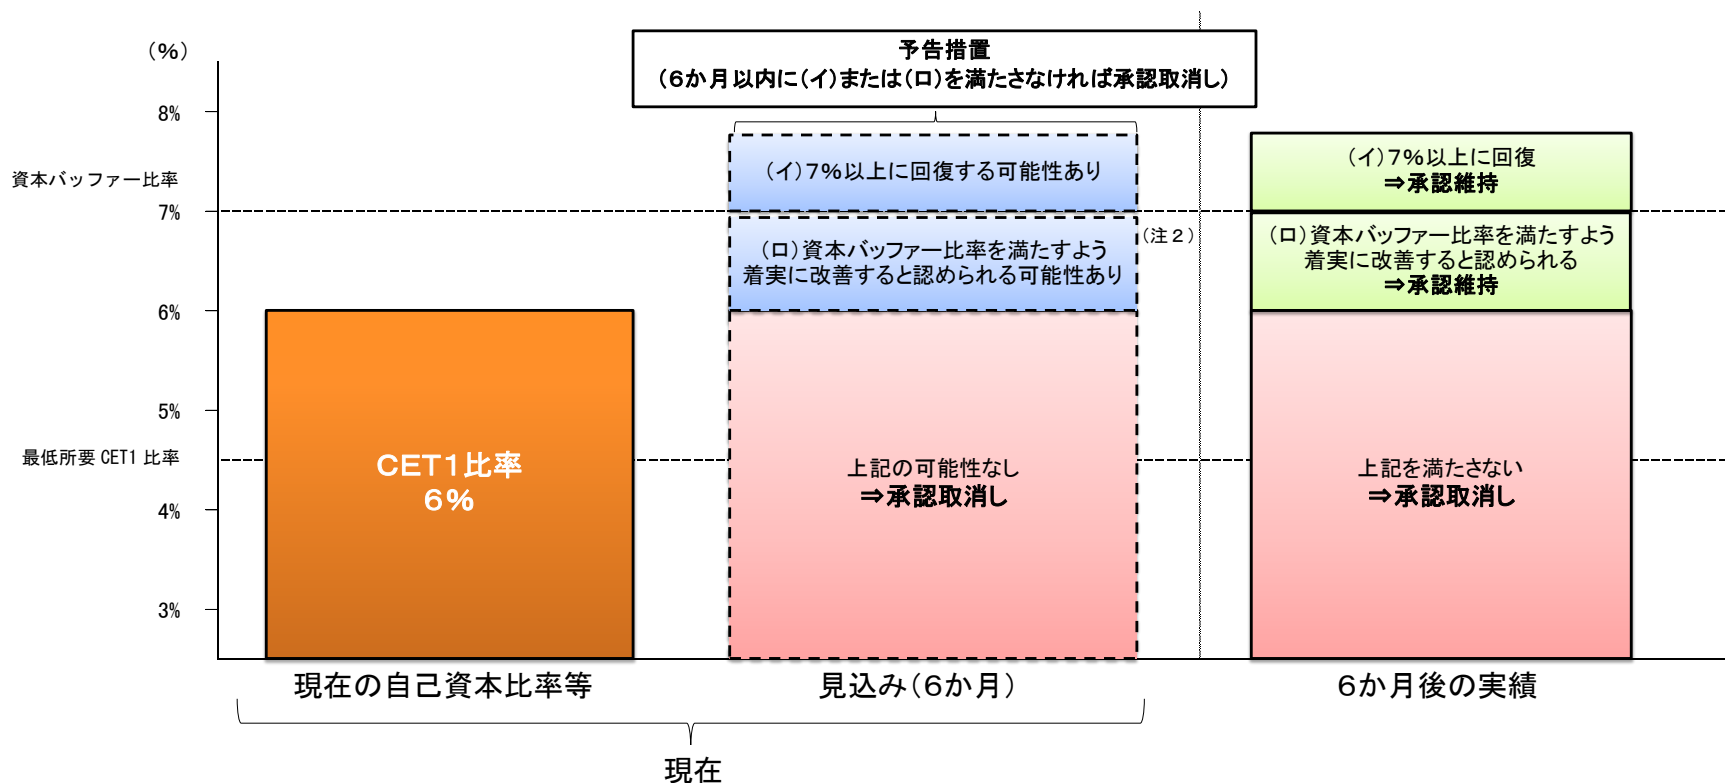 (%)
予告措置
(6か月以内に(イ)または(ロ)を満たさなければ承認取消し)
8%
資本バッファー比率
7%
6%
5%
最低所要 CET1 比率
4%
3%
CET1比率
6%
(イ)7%以上に回復する可能性あり
(ロ)資本バッファー比率を満たすよう
着実に改善すると認められる可能性あり
(注2)
上記の可能性なし
⇒承認取消し
(イ)7%以上に回復
⇒承認維持
(ロ)資本バッファー比率を満たすよう
着実に改善すると認められる
⇒承認維持
上記を満たさない
⇒承認取消し
現在の自己資本比率等
見込み(6か月)
6か月後の実績
現在